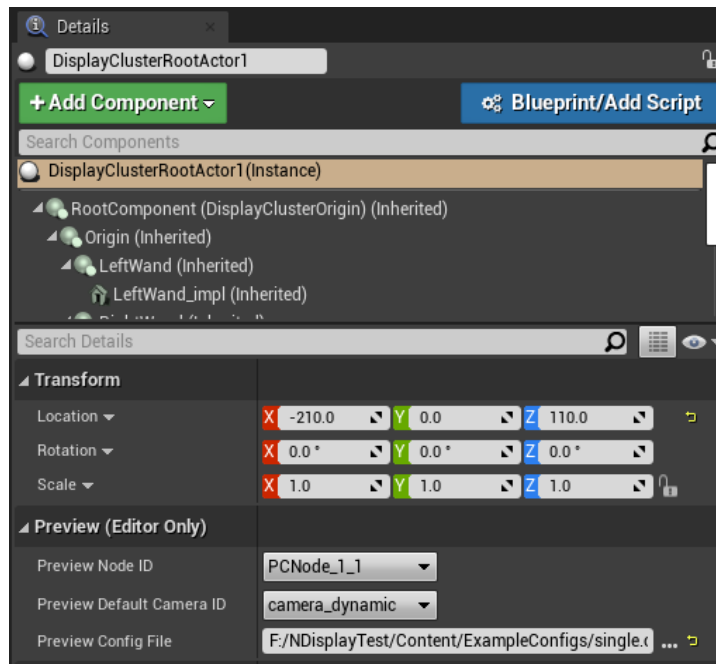 Details
DisplayClusterRootActor1
+Add Component
Blueprint/Add Script
Search Components
DisplayClusterRootActor1(Instance)
RootComponent (DisplayClusterOrigin) (Inherited)
Origin (Inherited)
LeftWand (Inherited)
LeftWand_impl (Inherited)
Search Details
Transform
Location X -210.0 Y 0.0 Z 110.0
Rotation X 0.0 ° Y 0.0 ° Z 0.0 °
Scale X 1.0 Y 1.0 Z 1.0
Preview (Editor Only)
Preview Node ID PCNode_1_1
Preview Default Camera ID camera_dynamic
Preview Config File F:/NDisplayTest/Content/ExampleConfigs/single. ...